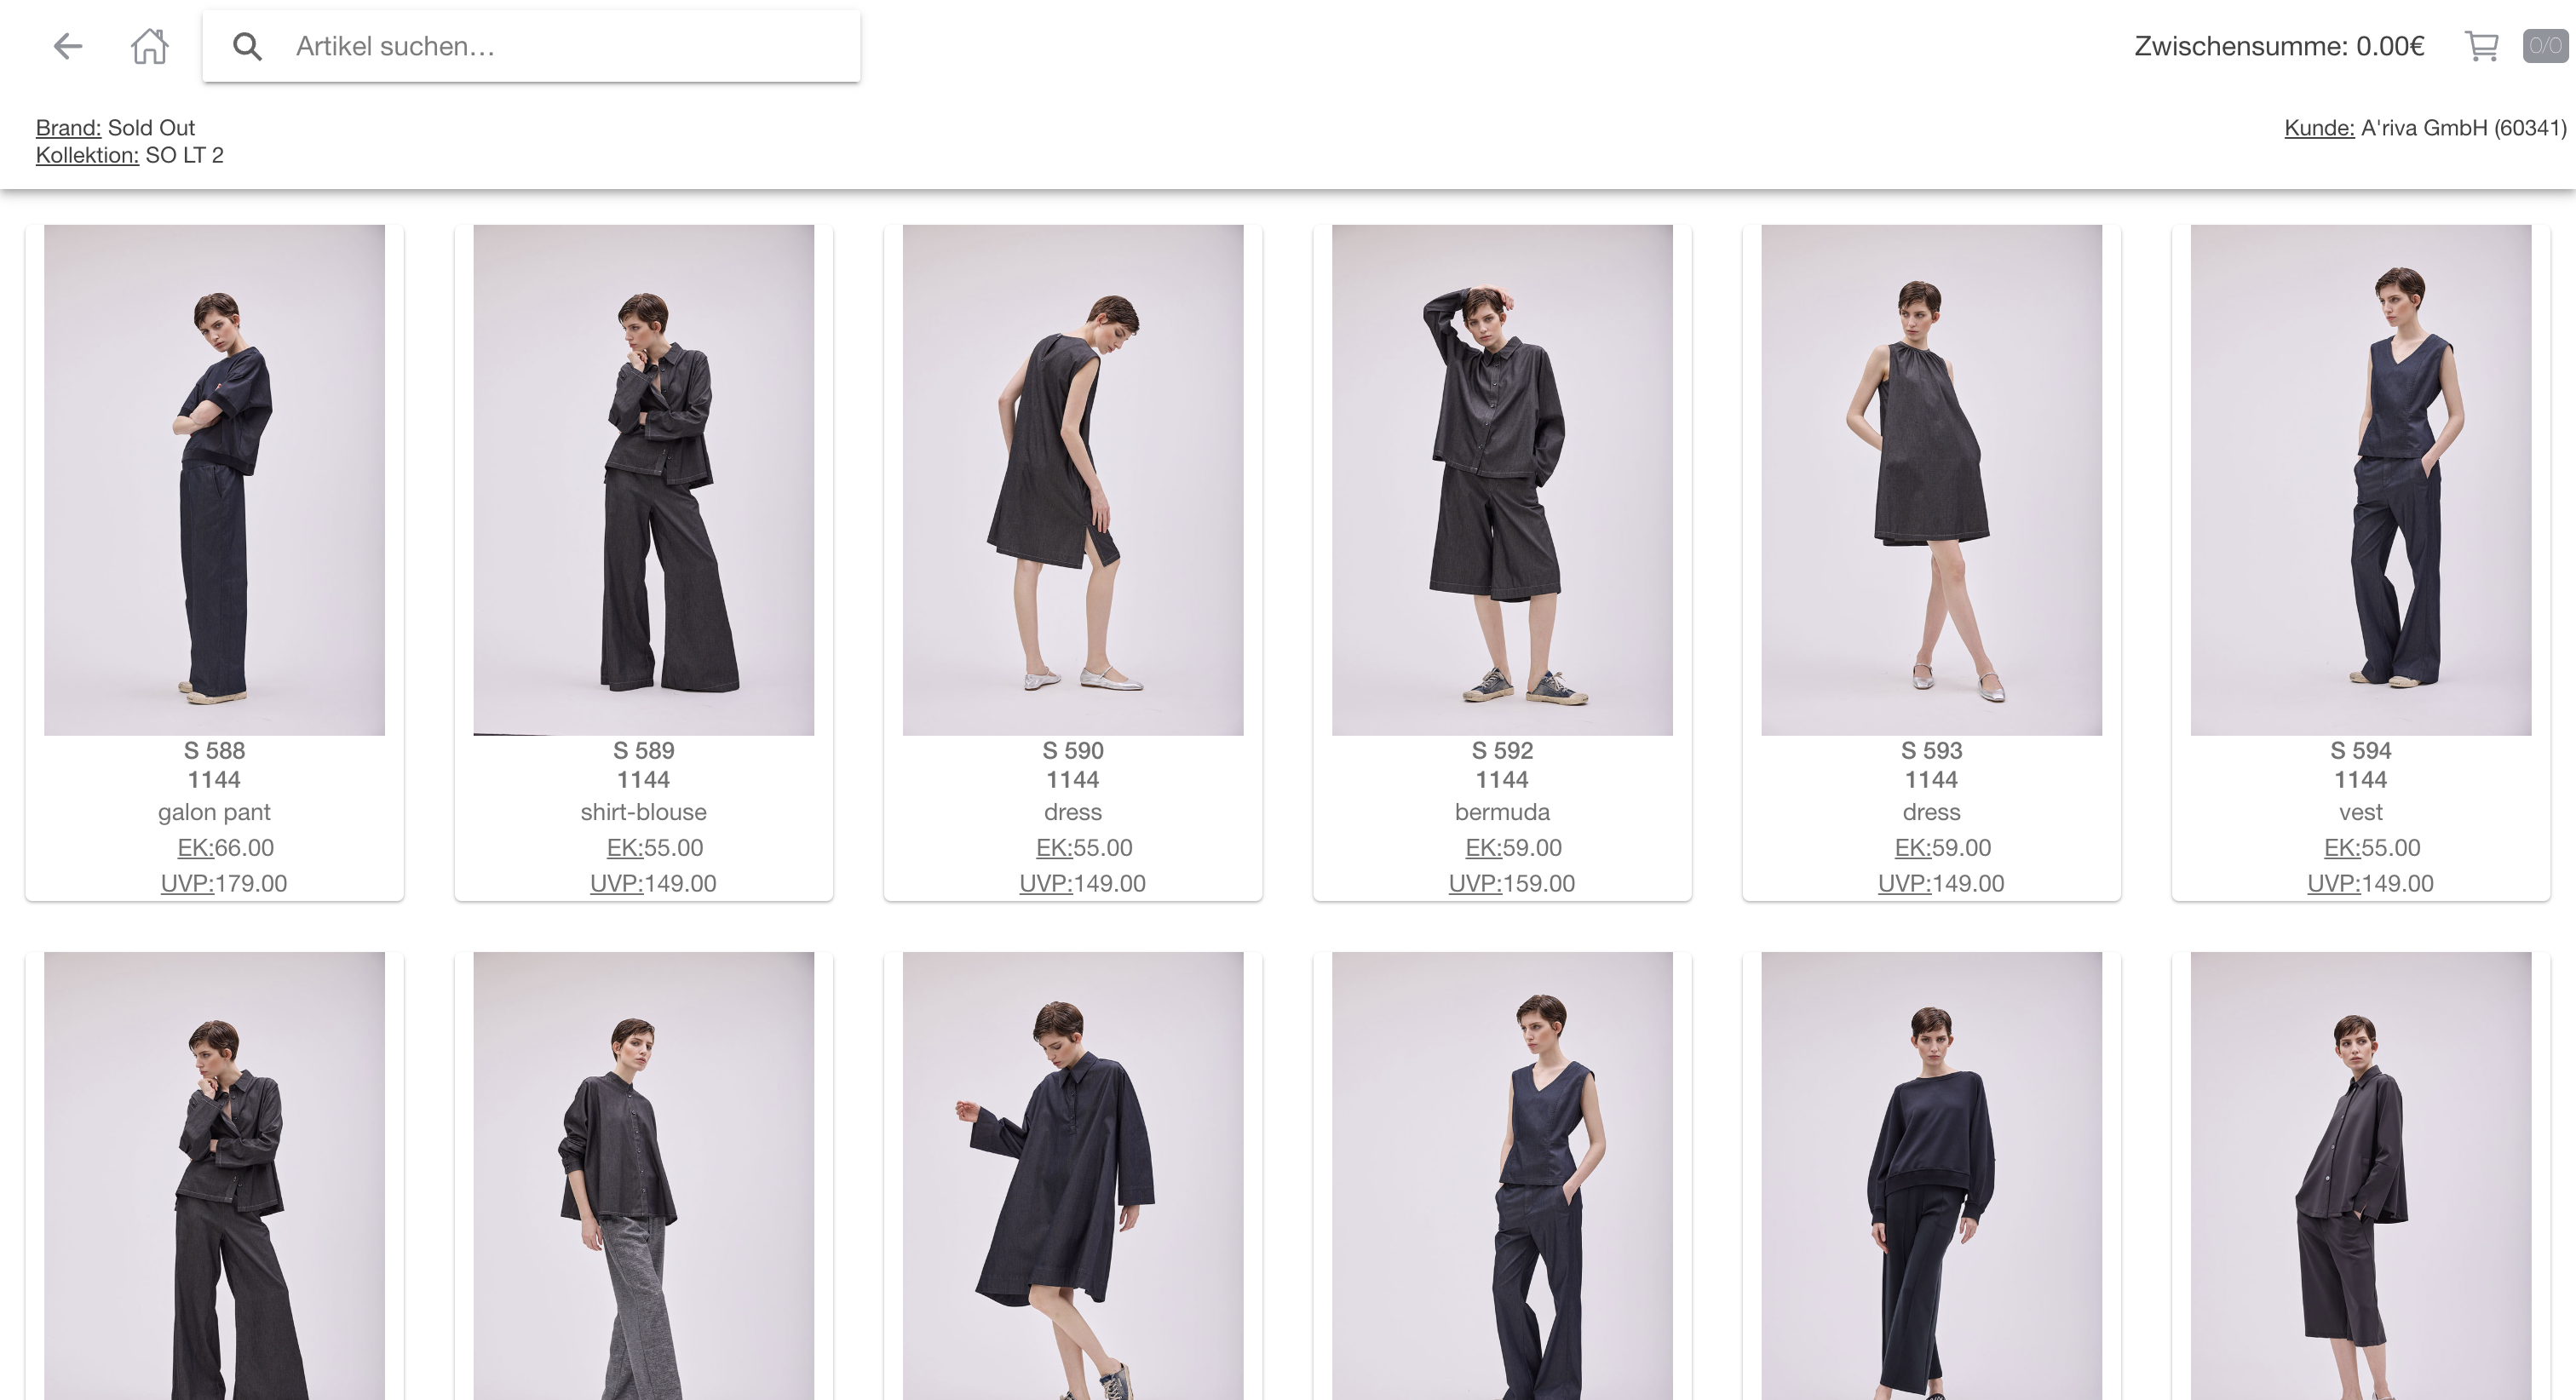 Artikel suchen...
Zwischensumme: 0.00€
0/0
Brand: Sold Out
Kollektion: SO LT 2
Kunde: A'riva GmbH (60341)
S 588
1144
galon pant
EK:66.00
UVP:179.00
S 589
1144
shirt-blouse
EK:55.00
UVP:149.00
S 590
1144
dress
EK:55.00
UVP:149.00
S 592
1144
bermuda
EK:59.00
UVP:159.00
S 593
1144
dress
EK:59.00
UVP:149.00
S 594
1144
vest
EK:55.00
UVP:149.00